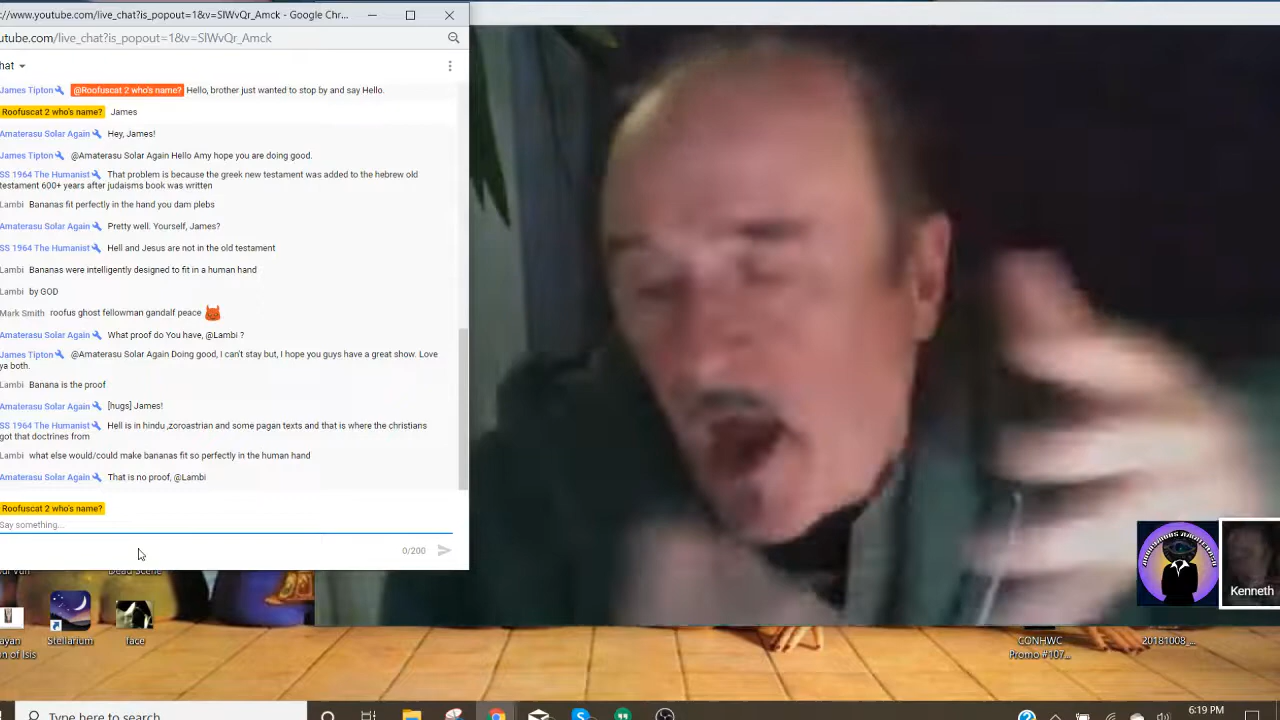 ://www.youtube.com/live_chat?is_popout=1&v=SlWvQr_Amck - Google Chr...
utube.com/live_chat?is_popout=1&v=SlWvQr_Amck
hat
James Tipton @Roofuscat 2 who's name? Hello, brother just wanted to stop by and say Hello.
Roofuscat 2 who's name? James
Amaterasu Solar Again Hey, James!
James Tipton @Amaterasu Solar Again Hello Amy hope you are doing good.
SS 1964 The Humanist That problem is because the greek new testament was added to the hebrew old
testament 600+ years after judaisms book was written
Lambi Bananas fit perfectly in the hand you dam plebs
Amaterasu Solar Again Pretty well. Yourself, James?
SS 1964 The Humanist Hell and Jesus are not in the old testament
Lambi Bananas were intelligently designed to fit in a human hand
Lambi by GOD
Mark Smith roofus ghost fellowman gandalf peace
Amaterasu Solar Again What proof do You have, @Lambi ?
James Tipton @Amaterasu Solar Again Doing good, I can't stay but, I hope you guys have a great show. Love
ya both.
Lambi Banana is the proof
Amaterasu Solar Again [hugs] James!
SS 1964 The Humanist Hell is in hindu ,zoroastrian and some pagan texts and that is where the christians
got that doctrines from
Lambi what else would/could make bananas fit so perfectly in the human hand
Amaterasu Solar Again That is no proof, @Lambi
Roofuscat 2 who's name?
Say something...
0/200
Kenneth
Dead Scene
ayan
on of Isis
Stellarium
face
CONHWC
Promo #107...
20181008_...
Type here to search
6:19 PM